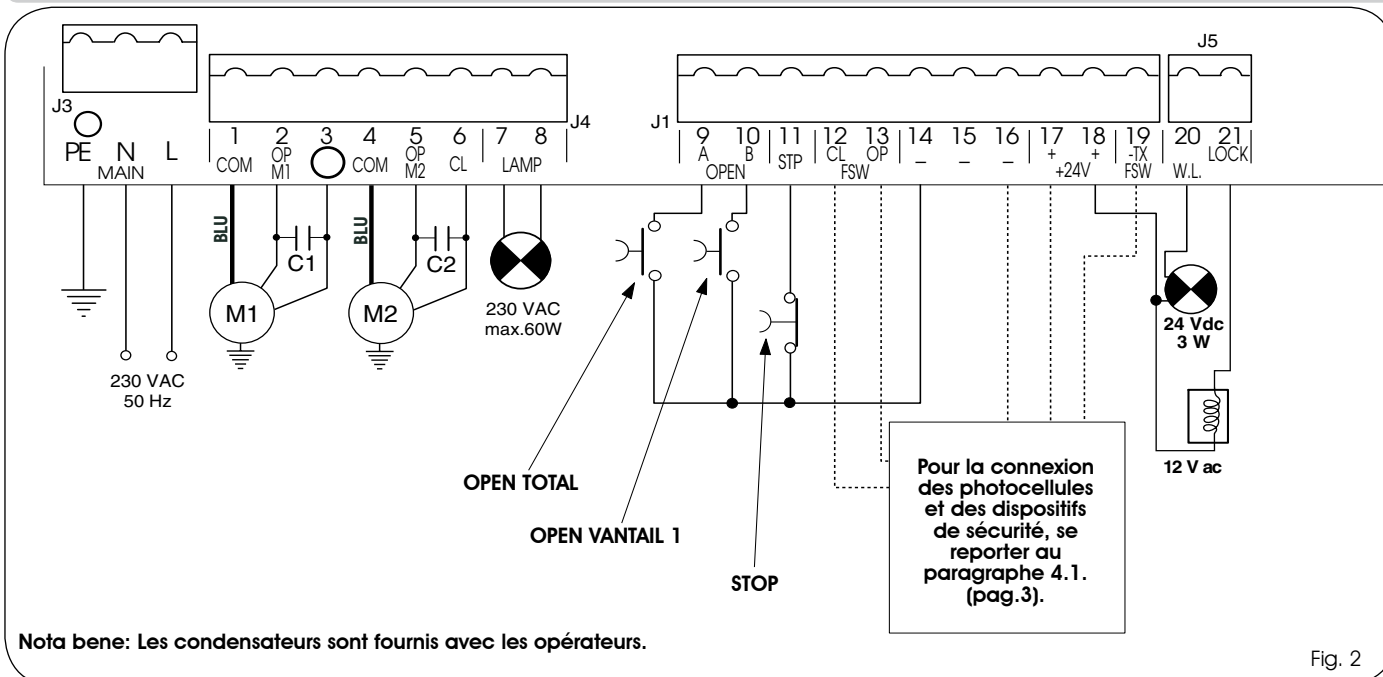 J3
J4
J1
J5
PE N L
MAIN
1 2 3 4 5 6 7 8
COM OP M1 COM OP M2 CL LAMP
9 10 11 12 13 14 15 16 17 18 19 20 21
A B STP CL OP – – – + + -TX W.L. LOCK
OPEN FSW +24V FSW
BLU
BLU
C1
C2
M1
M2
230 VAC
50 Hz
230 VAC
max.60W
24 Vdc
3 W
12 V ac
OPEN TOTAL
OPEN VANTAIL 1
STOP
Pour la connexion
des photocellules
et des dispositifs
de sécurité, se
reporter au
paragraphe 4.1.
(pag.3).
Nota bene: Les condensateurs sont fournis avec les opérateurs.
Fig. 2